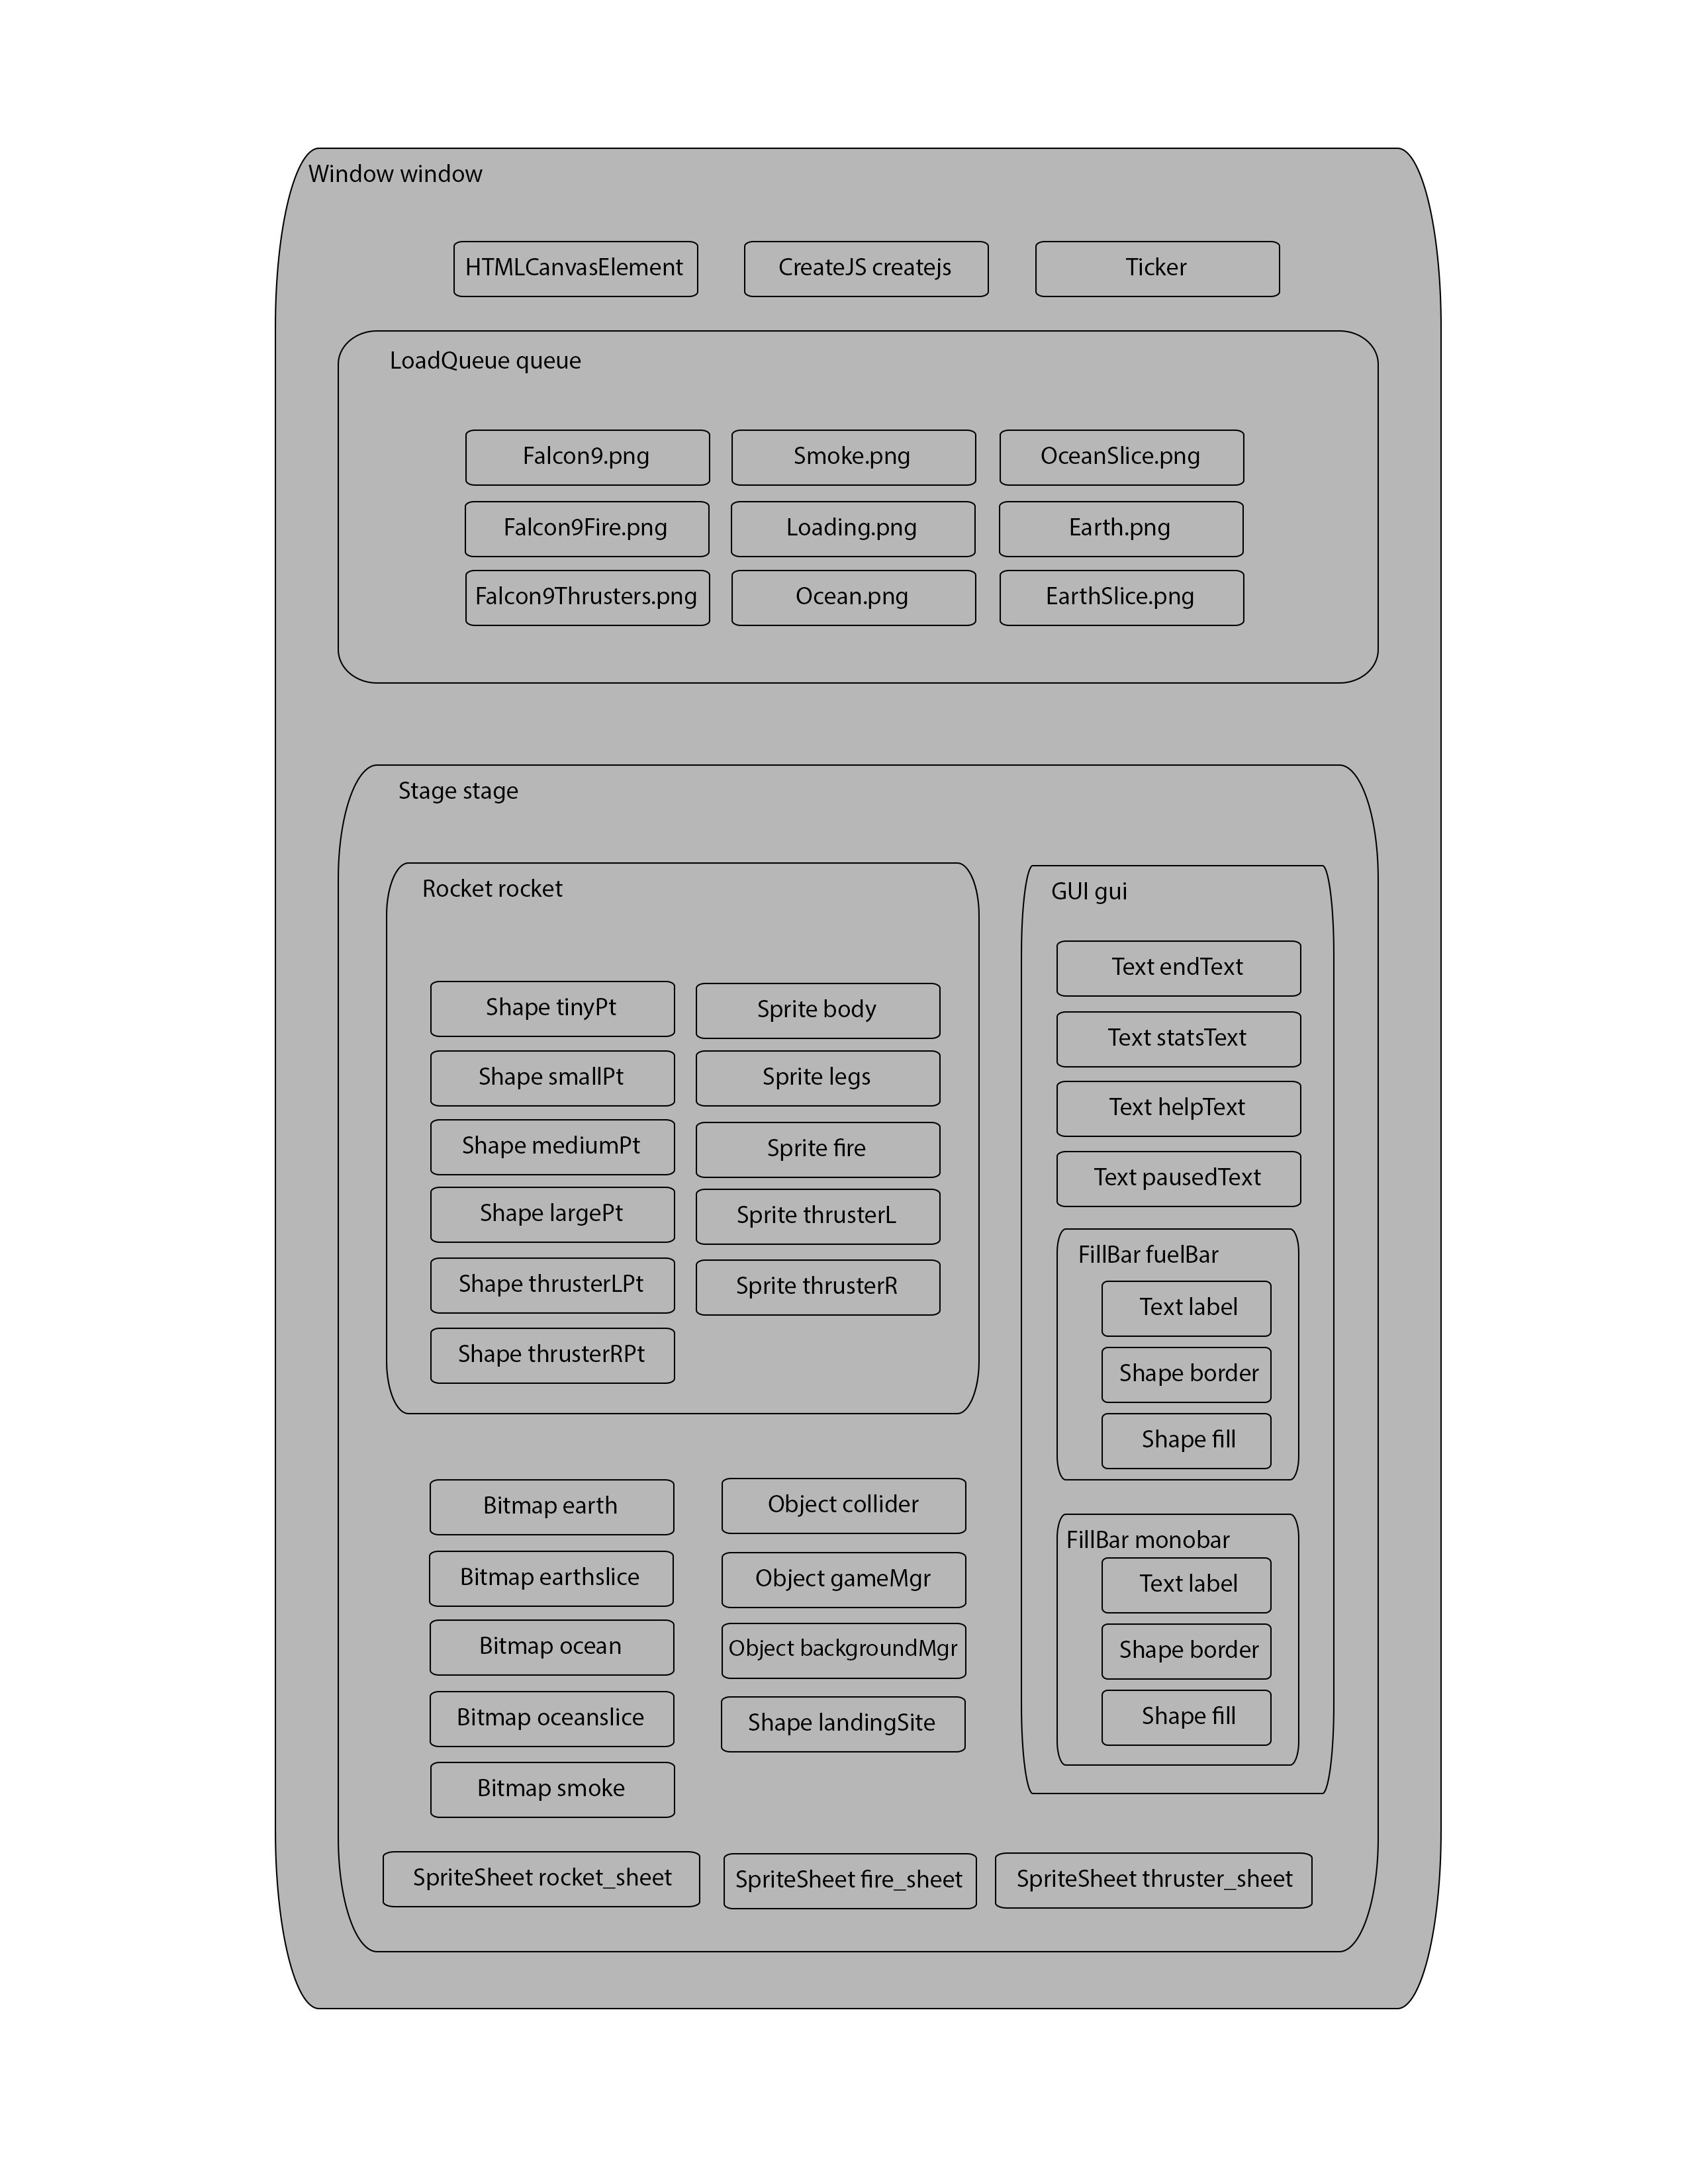 Window window
HTMLCanvasElement
CreateJS createjs
Ticker
LoadQueue queue
Falcon9.png
Smoke.png
OceanSlice.png
Falcon9Fire.png
Loading.png
Earth.png
Falcon9Thrusters.png
Ocean.png
EarthSlice.png
Stage stage
Rocket rocket
Shape tinyPt
Sprite body
Shape smallPt
Sprite legs
Shape mediumPt
Sprite fire
Shape largePt
Sprite thrusterL
Shape thrusterLPt
Sprite thrusterR
Shape thrusterRPt
GUI gui
Text endText
Text statsText
Text helpText
Text pausedText
FillBar fuelBar
Text label
Shape border
Shape fill
FillBar monobar
Text label
Shape border
Shape fill
Bitmap earth
Object collider
Bitmap earthslice
Object gameMgr
Bitmap ocean
Object backgroundMgr
Bitmap oceanslice
Shape landingSite
Bitmap smoke
SpriteSheet rocket_sheet
SpriteSheet fire_sheet
SpriteSheet thruster_sheet